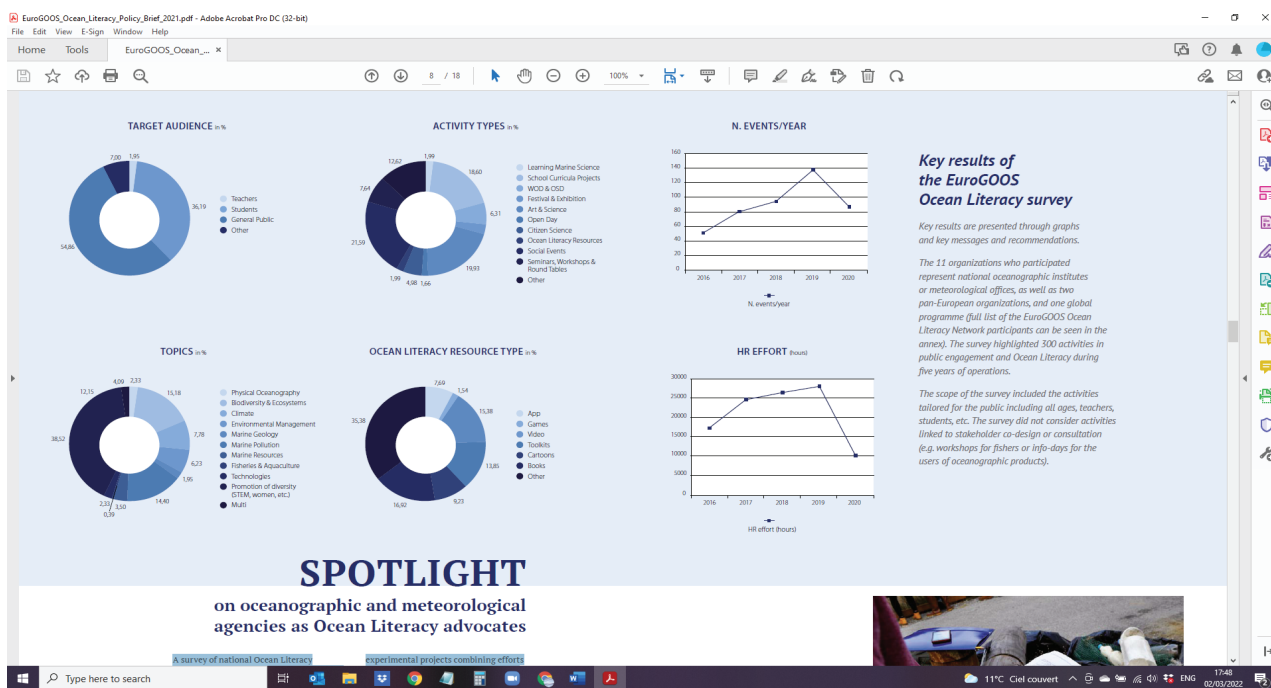 EuroGOOS_Ocean_Literacy_Policy_Brief_2021.pdf - Adobe Acrobat Pro DC (32-bit)
File Edit View E-Sign Window Help
Home Tools EuroGOOS_Ocean_... ×
8 / 18 100%
TARGET AUDIENCE in %
7,00 1,95
36,19
54,86
Teachers
Students
General Public
Other
ACTIVITY TYPES in %
12,62 1,99
18,60
7,64
6,31
21,59
19,93
1,99 4,98 1,66
Learning Marine Science
School Curricula Projects
WOD & OSD
Festival & Exhibition
Art & Science
Open Day
Citizen Science
Ocean Literacy Resources
Social Events
Seminars, Workshops &
Round Tables
Other
N. EVENTS/YEAR
160
140
120
100
80
60
40
20
0
2016 2017 2018 2019 2020
N. events/year
Key results of
the EuroGOOS
Ocean Literacy survey
Key results are presented through graphs
and key messages and recommendations.
The 11 organizations who participated
represent national oceanographic institutes
or meteorological offices, as well as two
pan-European organizations, and one global
programme (full list of the EuroGOOS Ocean
Literacy Network participants can be seen in the
annex). The survey highlighted 300 activities in
public engagement and Ocean Literacy during
five years of operations.
The scope of the survey included the activities
tailored for the public including all ages, teachers,
students, etc. The survey did not consider activities
linked to stakeholder co-design or consultation
(e.g. workshops for fishers or info-days for the
users of oceanographic products).
TOPICS in %
4,09 2,33
12,15
15,18
38,52
7,78
6,23
1,95
2,33 3,50 14,40
0,39
Physical Oceanography
Biodiversity & Ecosystems
Climate
Environmental Management
Marine Geology
Marine Pollution
Marine Resources
Fisheries & Aquaculture
Technologies
Promotion of diversity
(STEM, women, etc.)
Multi
OCEAN LITERACY RESOURCE TYPE in %
7,69
1,54
35,38
15,38
13,85
16,92
9,23
App
Games
Video
Toolkits
Cartoons
Books
Other
HR EFFORT (hours)
30000
25000
20000
15000
10000
5000
0
2016 2017 2018 2019 2020
HR effort (hours)
SPOTLIGHT
on oceanographic and meteorological
agencies as Ocean Literacy advocates
A survey of national Ocean Literacy
experimental projects combining efforts
Type here to search
11°C Ciel couvert
ENG
17:48
02/03/2022
2